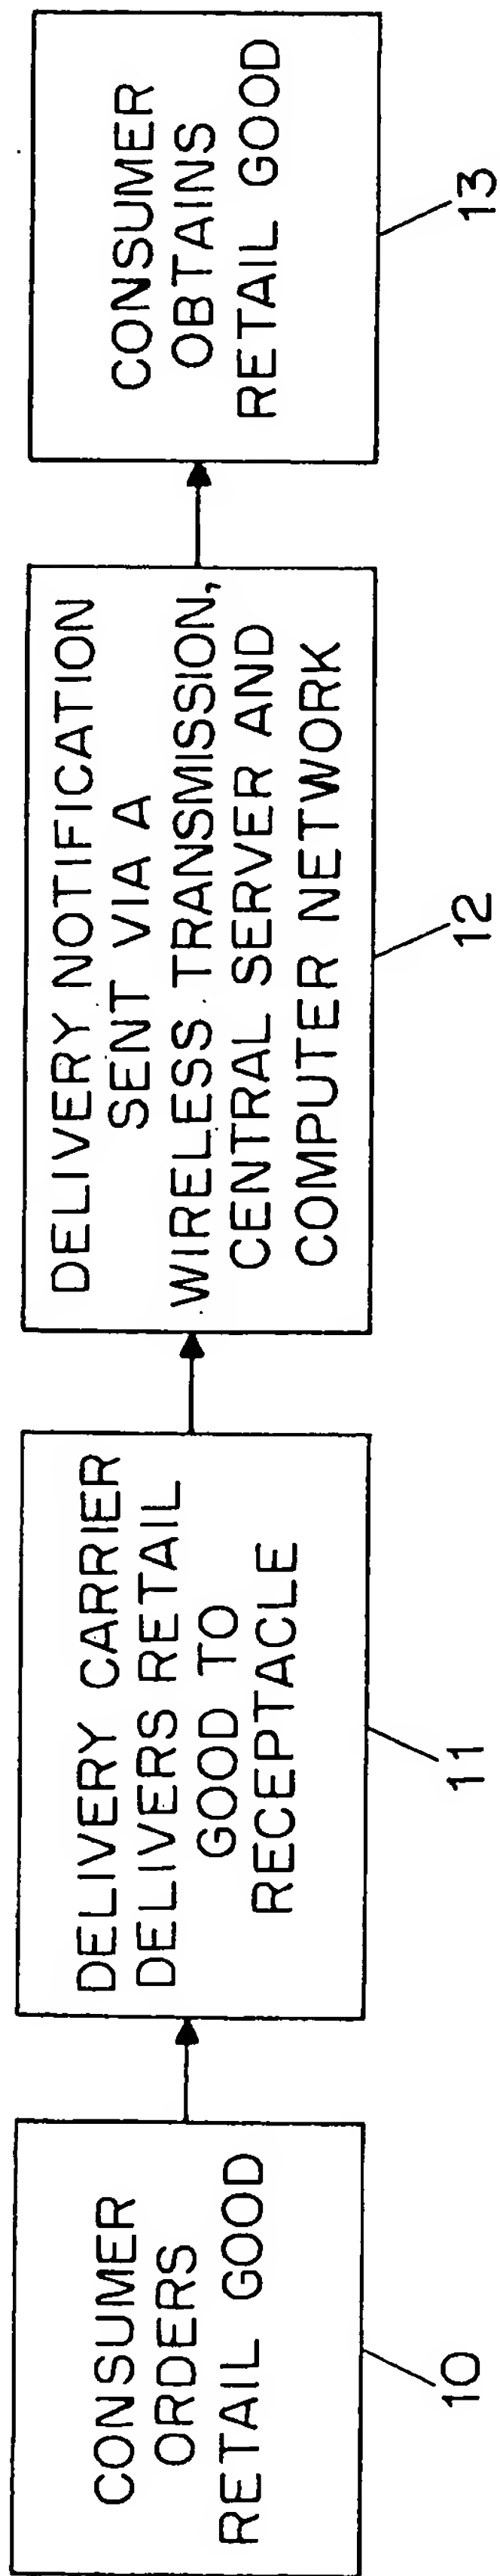 CONSUMER
ORDERS
RETAIL GOOD
10
DELIVERY CARRIER
DELIVERS RETAIL
GOOD TO
RECEPTACLE
11
DELIVERY NOTIFICATION
SENT VIA A
WIRELESS TRANSMISSION,
CENTRAL SERVER AND
COMPUTER NETWORK
12
CONSUMER
OBTAINS
RETAIL GOOD
13